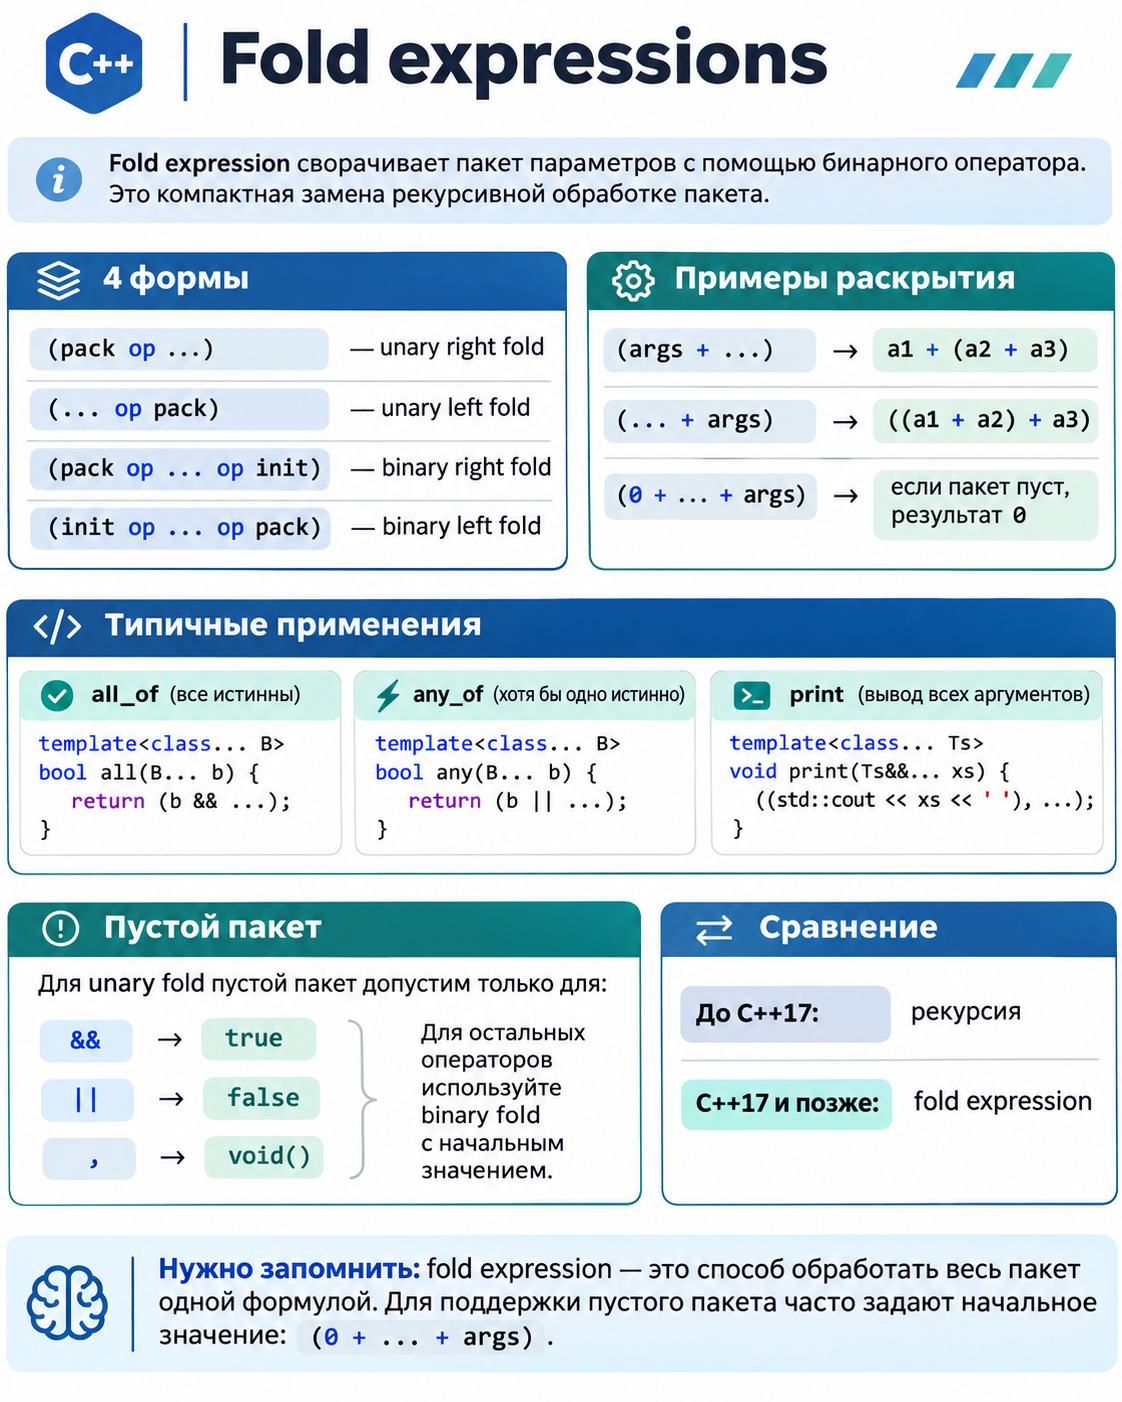 C++
Fold expressions
i
Fold expression сворачивает пакет параметров с помощью бинарного оператора.
Это компактная замена рекурсивной обработке пакета.
4 формы
(pack op ...) — unary right fold
(... op pack) — unary left fold
(pack op ... op init) — binary right fold
(init op ... op pack) — binary left fold
Примеры раскрытия
(args + ...) → a1 + (a2 + a3)
(... + args) → ((a1 + a2) + a3)
(0 + ... + args) → если пакет пуст,
результат 0
</> Типичные применения
all_of (все истинны)
template<class... B>
bool all(B... b) {
return (b && ...);
}
any_of (хотя бы одно истинно)
template<class... B>
bool any(B... b) {
return (b || ...);
}
>_ print (вывод всех аргументов)
template<class... Ts>
void print(Ts&&... xs) {
((std::cout << xs << ' '), ...);
}
! Пустой пакет
Для unary fold пустой пакет допустим только для:
&& → true
|| → false
, → void()
Для остальных
операторов
используйте
binary fold
с начальным
значением.
Сравнение
До C++17: рекурсия
C++17 и позже: fold expression
Нужно запомнить: fold expression — это способ обработать весь пакет
одной формулой. Для поддержки пустого пакета часто задают начальное
значение: (0 + ... + args) .